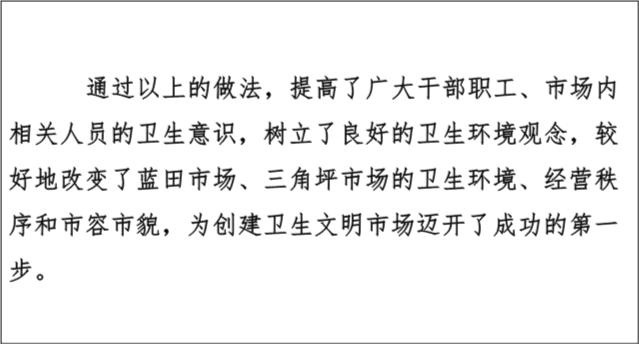 通过以上的做法，提高了广大干部职工、市场内
相关人员的卫生意识，树立了良好的卫生环境观念，较
好地改变了蓝田市场、三角坪市场的卫生环境、经营秩
序和市容市貌，为创建卫生文明市场迈开了成功的第一
步。